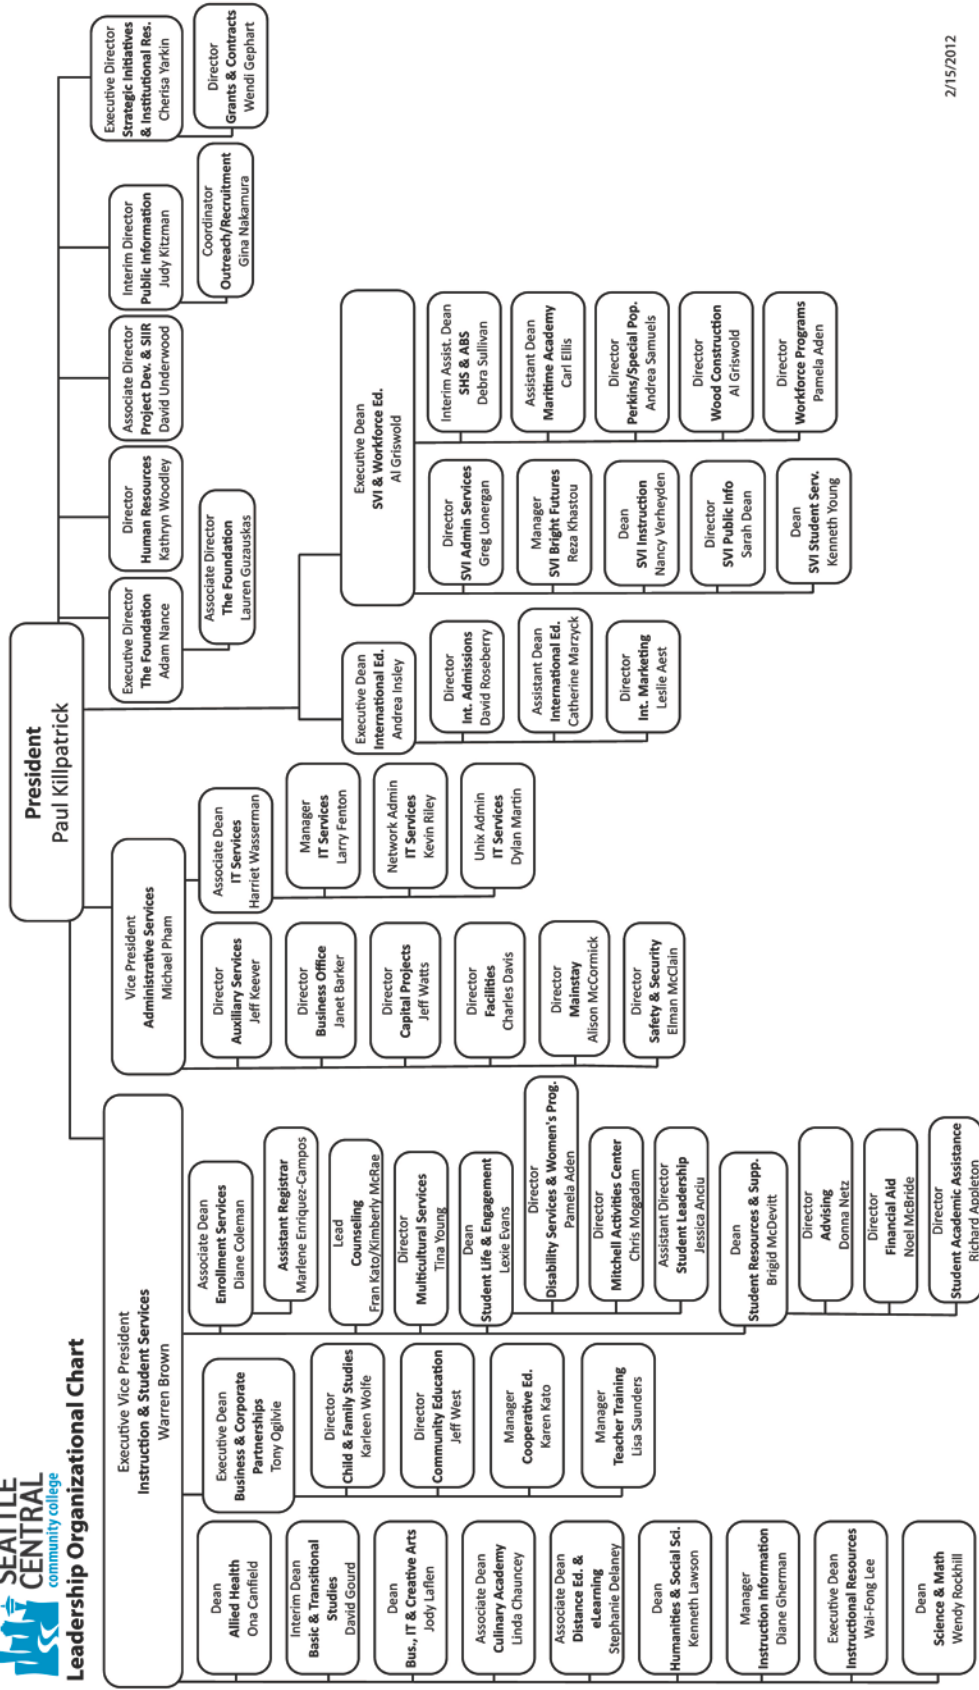 SEATTLE
CENTRAL
community college
Leadership Organizational Chart
President
Paul Killpatrick
Executive Vice President
Instruction & Student Services
Warren Brown
Dean
Allied Health
Ona Canfield
Interim Dean
Basic & Transitional
Studies
David Gourd
Dean
Bus., IT & Creative Arts
Jody Laflen
Associate Dean
Culinary Academy
Linda Chauncey
Associate Dean
Distance Ed. &
eLearning
Stephanie Delaney
Dean
Humanities & Social Sci.
Kenneth Lawson
Manager
Instruction Information
Diane Gherman
Executive Dean
Instructional Resources
Wai-Fong Lee
Dean
Science & Math
Wendy Rockhill
Executive Dean
Business & Corporate
Partnerships
Tony Ogilvie
Director
Child & Family Studies
Karleen Wolfe
Director
Community Education
Jeff West
Manager
Cooperative Ed.
Karen Kato
Manager
Teacher Training
Lisa Saunders
Associate Dean
Enrollment Services
Diane Coleman
Assistant Registrar
Marlene Enriquez-Campos
Lead
Counseling
Fran Kato/Kimberly McRae
Director
Multicultural Services
Tina Young
Dean
Student Life & Engagement
Lexie Evans
Director
Disability Services & Women's Prog.
Pamela Aden
Director
Mitchell Activities Center
Chris Mogadam
Assistant Director
Student Leadership
Jessica Anciu
Dean
Student Resources & Supp.
Brigid McDevitt
Director
Advising
Donna Netz
Director
Financial Aid
Noel McBride
Director
Student Academic Assistance
Richard Appleton
Vice President
Administrative Services
Michael Pham
Director
Auxiliary Services
Jeff Keever
Director
Business Office
Janet Barker
Director
Capital Projects
Jeff Watts
Director
Facilities
Charles Davis
Director
Mainstay
Alison McCormick
Director
Safety & Security
Elman McClain
Associate Dean
IT Services
Harriet Wasserman
Manager
IT Services
Larry Fenton
Network Admin
IT Services
Kevin Riley
Unix Admin
IT Services
Dylan Martin
Executive Dean
International Ed.
Andrea Insley
Director
Int. Admissions
David Roseberry
Assistant Dean
International Ed.
Catherine Marzyck
Director
Int. Marketing
Leslie Aest
Executive Dean
SVI & Workforce Ed.
Al Griswold
Director
SVI Admin Services
Greg Lonergan
Manager
SVI Bright Futures
Reza Khastou
Dean
SVI Instruction
Nancy Verheyden
Director
SVI Public Info
Sarah Dean
Dean
SVI Student Serv.
Kenneth Young
Interim Assist. Dean
SHS & ABS
Debra Sullivan
Assistant Dean
Maritime Academy
Carl Ellis
Director
Perkins/Special Pop.
Andrea Samuels
Director
Wood Construction
Al Griswold
Director
Workforce Programs
Pamela Aden
Executive Director
The Foundation
Adam Nance
Associate Director
The Foundation
Lauren Guzauskas
Director
Human Resources
Kathryn Woodley
Associate Director
Project Dev. & SIIR
David Underwood
Interim Director
Public Information
Judy Kitzman
Coordinator
Outreach/Recruitment
Gina Nakamura
Executive Director
Strategic Initiatives
& Institutional Res.
Cherisa Yarkin
Director
Grants & Contracts
Wendi Gephart
2/15/2012